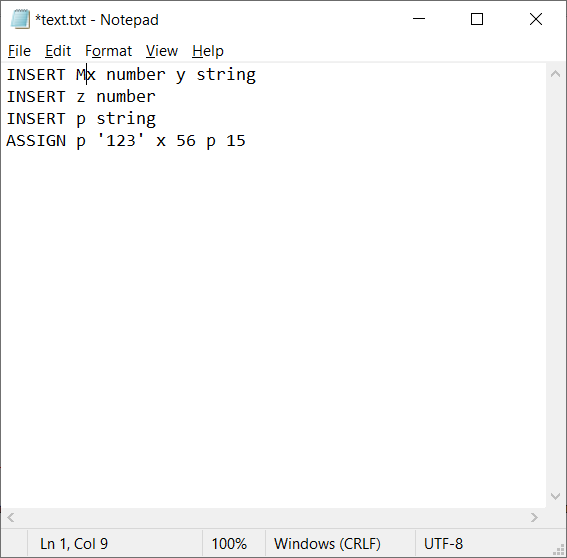 *text.txt - Notepad
File Edit Format View Help
INSERT Mx number y string
INSERT z number
INSERT p string
ASSIGN p '123' x 56 p 15
Ln 1, Col 9 100% Windows (CRLF) UTF-8